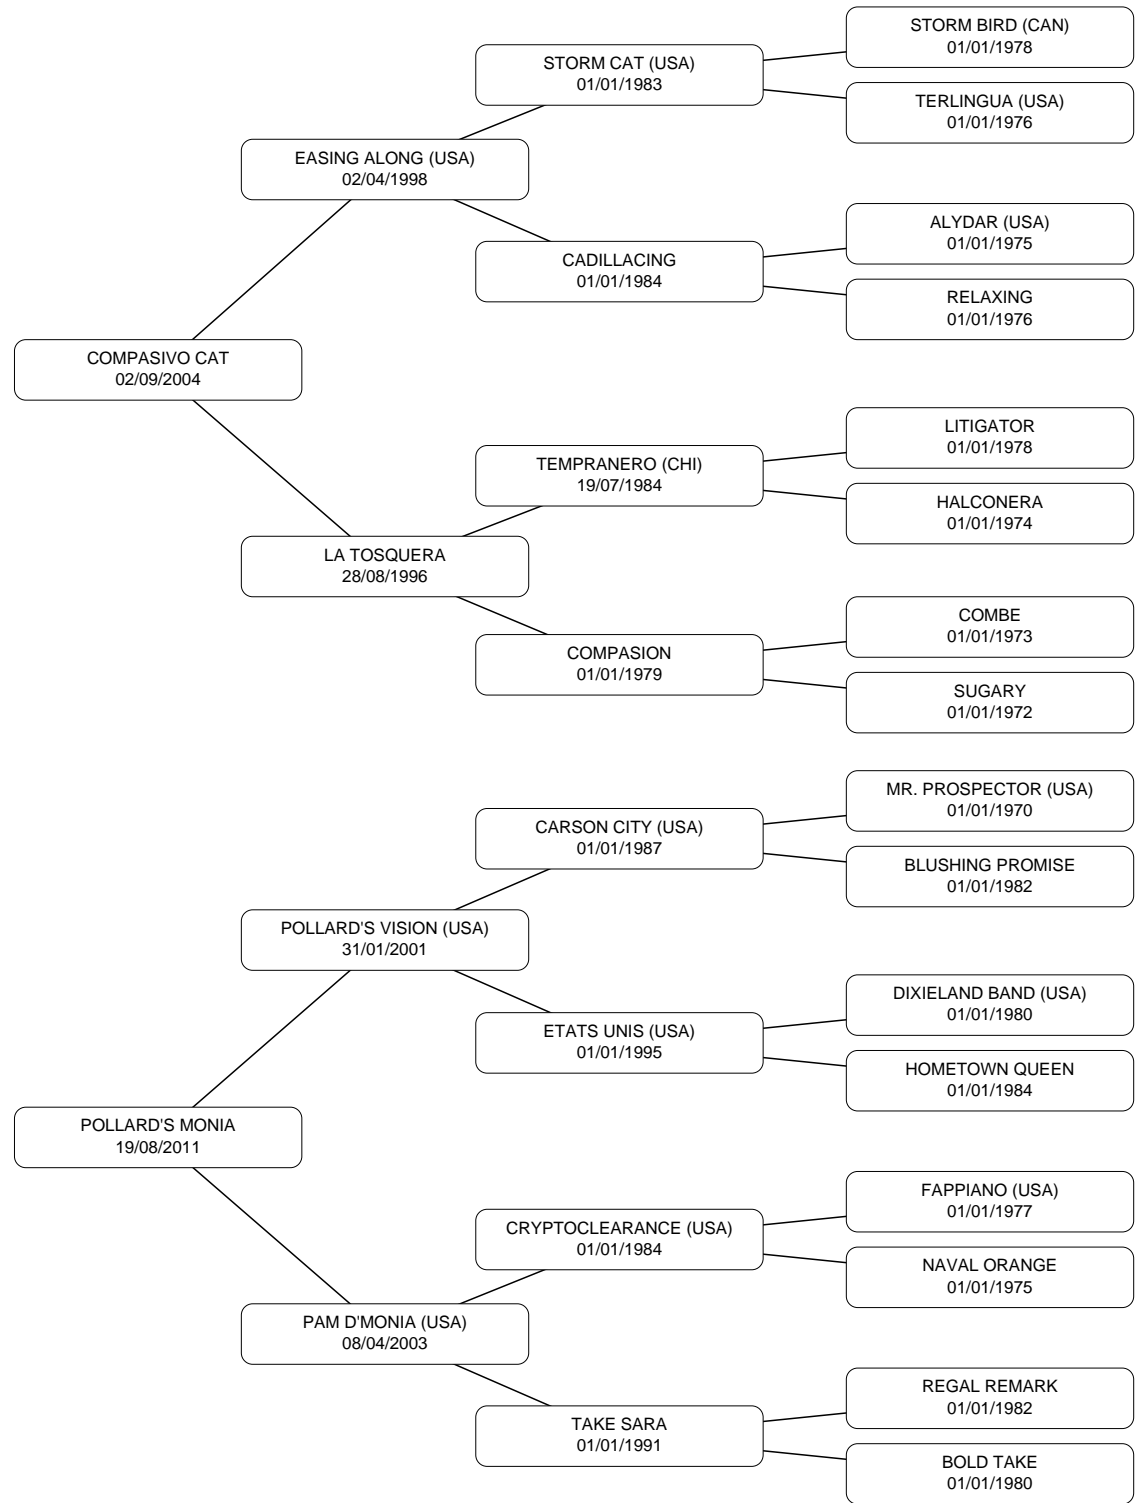 STORM BIRD (CAN)
01/01/1978
STORM CAT (USA)
01/01/1983
TERLINGUA (USA)
01/01/1976
EASING ALONG (USA)
02/04/1998
ALYDAR (USA)
01/01/1975
CADILLACING
01/01/1984
RELAXING
01/01/1976
COMPASIVO CAT
02/09/2004
LITIGATOR
01/01/1978
TEMPRANERO (CHI)
19/07/1984
HALCONERA
01/01/1974
LA TOSQUERA
28/08/1996
COMBE
01/01/1973
COMPASION
01/01/1979
SUGARY
01/01/1972
MR. PROSPECTOR (USA)
01/01/1970
CARSON CITY (USA)
01/01/1987
BLUSHING PROMISE
01/01/1982
POLLARD'S VISION (USA)
31/01/2001
DIXIELAND BAND (USA)
01/01/1980
ETATS UNIS (USA)
01/01/1995
HOMETOWN QUEEN
01/01/1984
POLLARD'S MONIA
19/08/2011
FAPPIANO (USA)
01/01/1977
CRYPTOCLEARANCE (USA)
01/01/1984
NAVAL ORANGE
01/01/1975
PAM D'MONIA (USA)
08/04/2003
REGAL REMARK
01/01/1982
TAKE SARA
01/01/1991
BOLD TAKE
01/01/1980